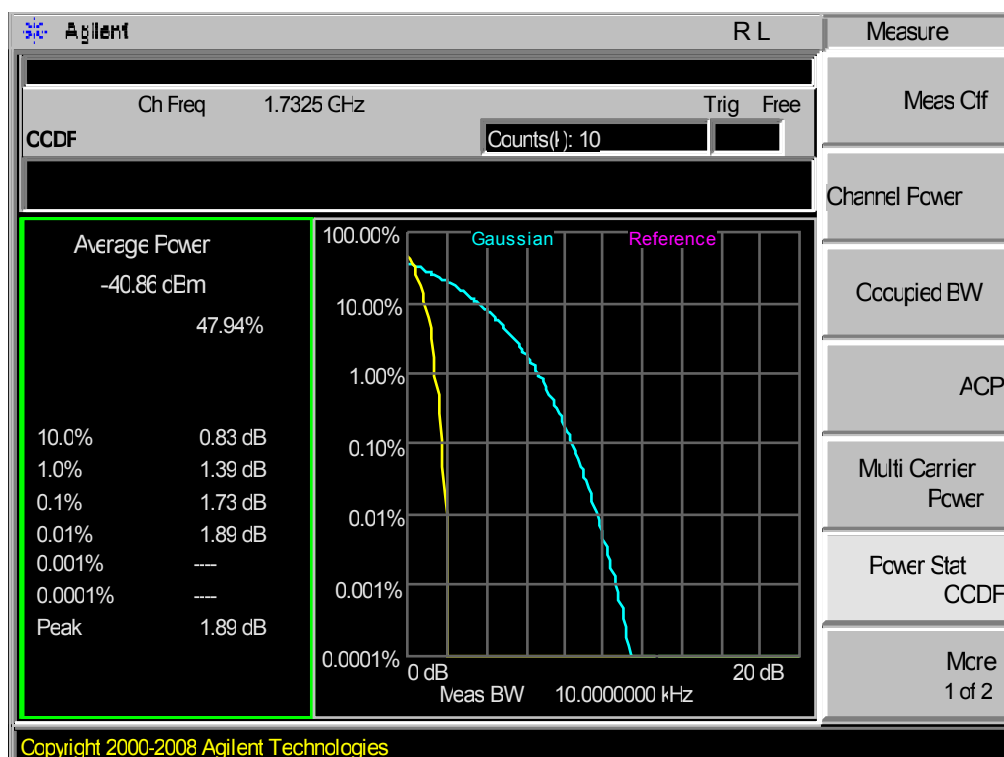 Agilent R L Measure
Ch Freq 1.7325 GHz Trig Free
CCDF Counts(k): 10
Meas Off
Channel Power
Occupied BW
ACP
Multi Carrier
Power
Power Stat
CCDF
More
1 of 2
Average Power
-40.86 dBm
47.94%
10.0% 0.83 dB
1.0% 1.39 dB
0.1% 1.73 dB
0.01% 1.89 dB
0.001% ----
0.0001% ----
Peak 1.89 dB
Gaussian Reference
100.00%
10.00%
1.00%
0.10%
0.01%
0.001%
0.0001%
0 dB 20 dB
Meas BW 10.0000000 kHz
Copyright 2000-2008 Agilent Technologies